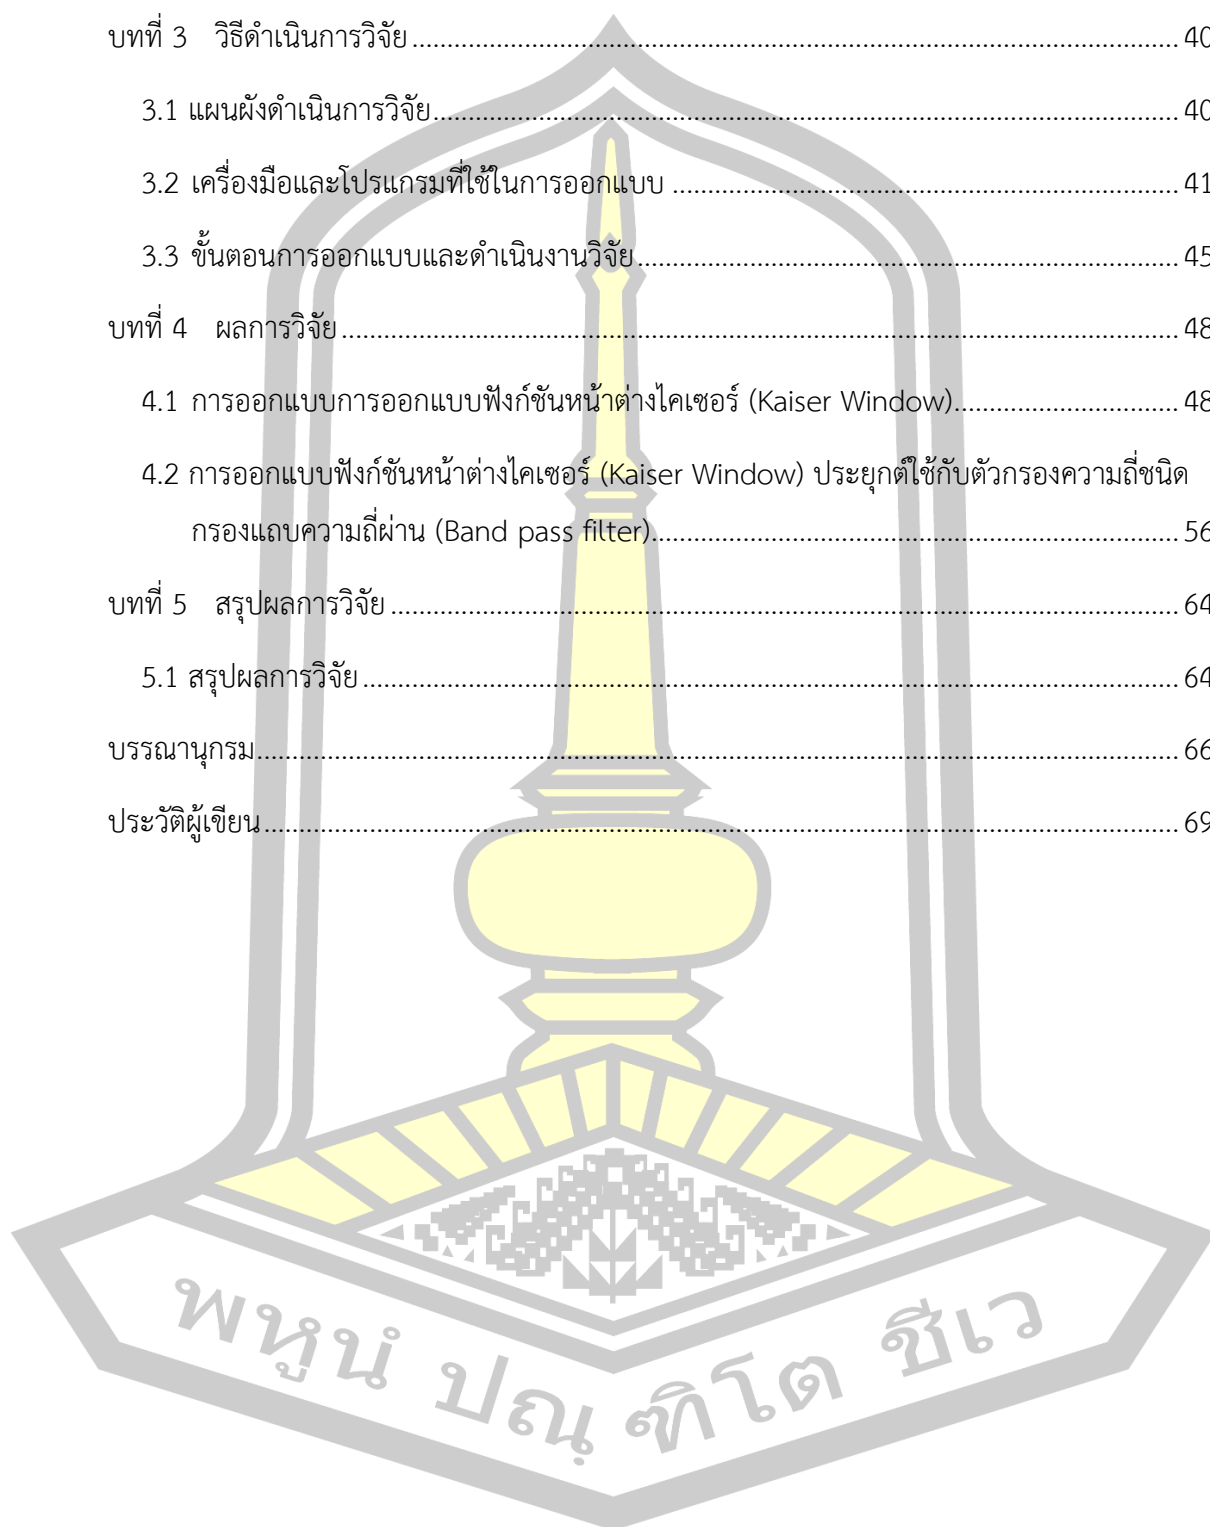 บทที่ 3 วิธีดำเนินการวิจัย.......................................................................................................................... 40
3.1 แผนผังดำเนินการวิจัย...................................................................................................................... 40
3.2 เครื่องมือและโปรแกรมที่ใช้ในการออกแบบ ................................................................................ 41
3.3 ขั้นตอนการออกแบบและดำเนินงานวิจัย...................................................................................... 45
บทที่ 4 ผลการวิจัย..................................................................................................................................... 48
4.1 การออกแบบการออกแบบฟังก์ชันหน้าต่างไคเซอร์ (Kaiser Window)................................... 48
4.2 การออกแบบฟังก์ชันหน้าต่างไคเซอร์ (Kaiser Window) ประยุกต์ใช้กับตัวกรองความถี่ชนิด
กรองแถบความถี่ผ่าน (Band pass filter)................................................................................... 56
บทที่ 5 สรุปผลการวิจัย............................................................................................................................. 64
5.1 สรุปผลการวิจัย................................................................................................................................. 64
บรรณานุกรม.................................................................................................................................................. 66
ประวัติผู้เขียน................................................................................................................................................. 69
พหูนํ ปณฺฑิโต ชีเว